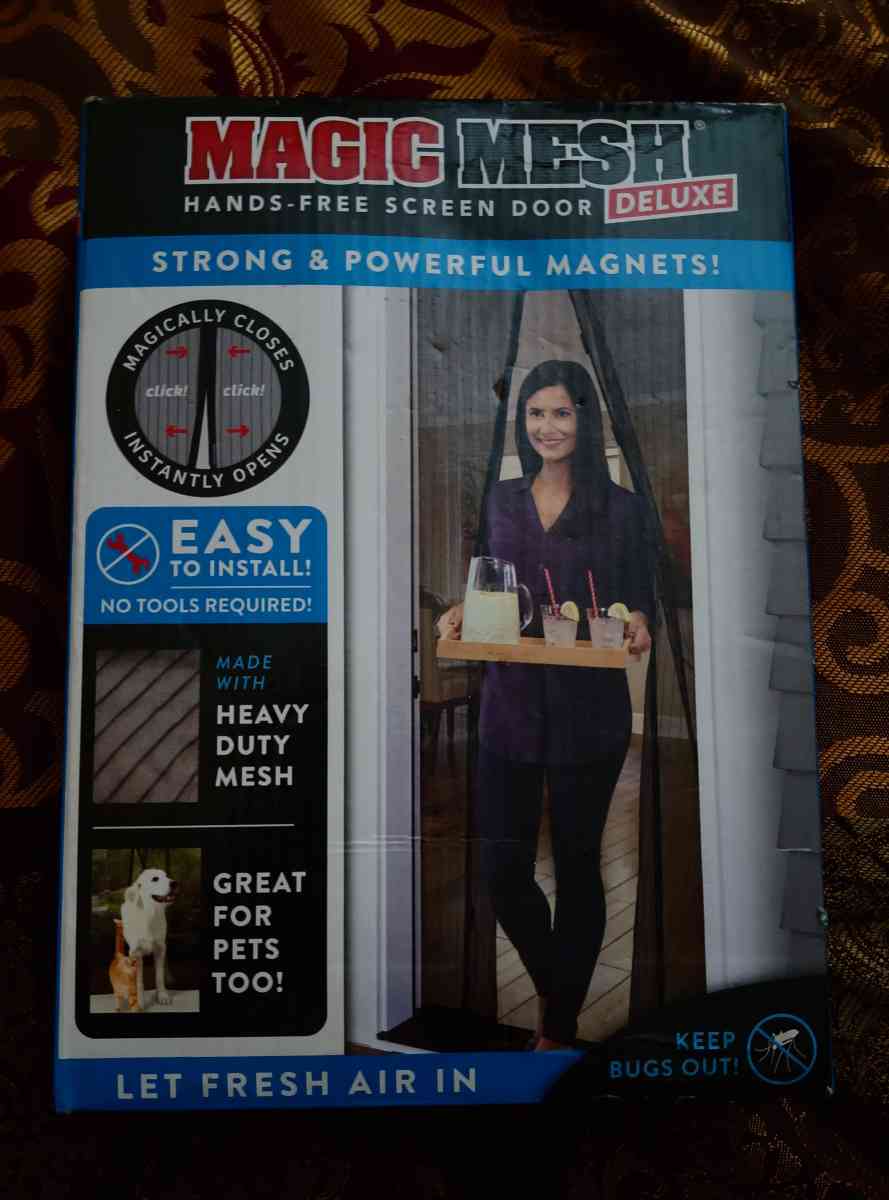 MAGIC MESH®
HANDS-FREE SCREEN DOOR DELUXE
STRONG & POWERFUL MAGNETS!
MAGICALLY CLOSES
click! click!
INSTANTLY OPENS
EASY
TO INSTALL!
NO TOOLS REQUIRED!
MADE
WITH
HEAVY
DUTY
MESH
GREAT
FOR
PETS
TOO!
KEEP
BUGS OUT!
LET FRESH AIR IN